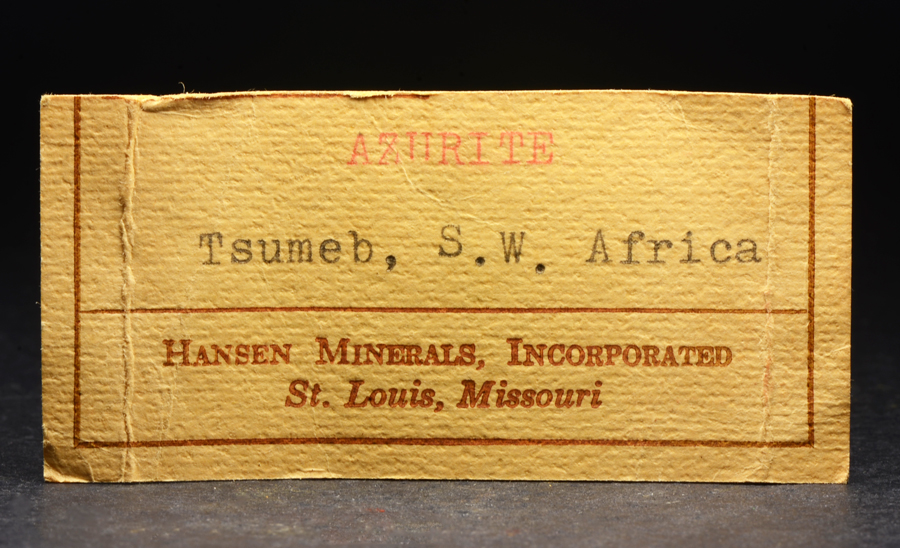 AZURITE
Tsumeb, S.W. Africa
HANSEN MINERALS, INCORPORATED
St. Louis, Missouri